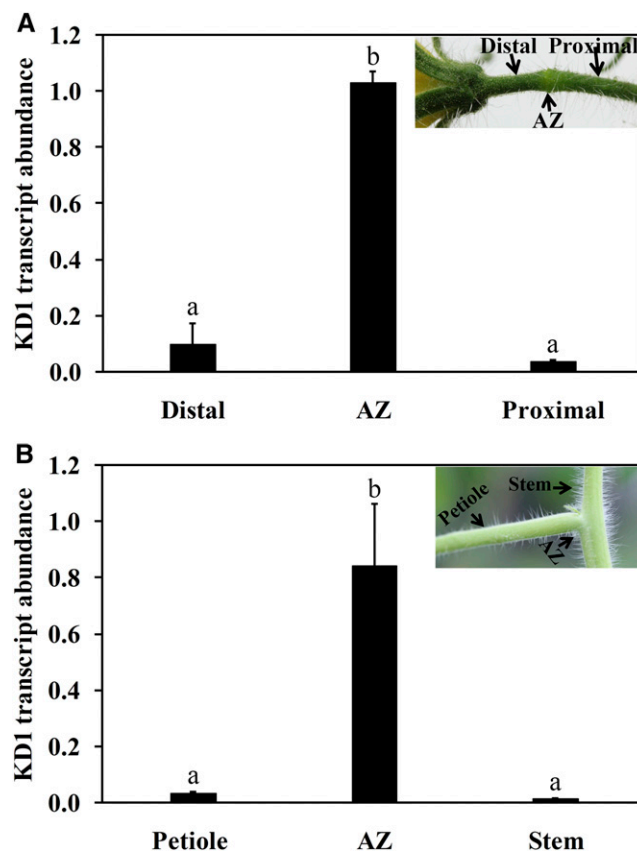 A
KD1 transcript abundance
1.2
1.0
0.8
0.6
0.4
0.2
0.0
a
b
a
Distal
AZ
Proximal
Distal Proximal
AZ
B
KD1 transcript abundance
1.2
1.0
0.8
0.6
0.4
0.2
0.0
a
b
a
Petiole
AZ
Stem
Stem
Petiole
AZ